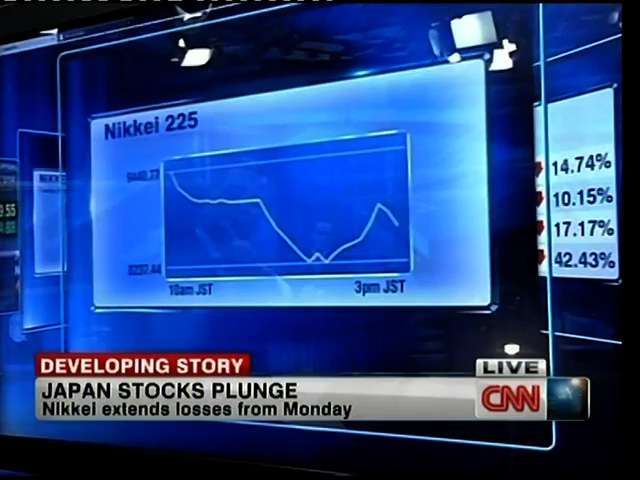 Nikkei 225
10am JST
3pm JST
14.74%
10.15%
17.17%
42.43%
DEVELOPING STORY
JAPAN STOCKS PLUNGE
Nikkei extends losses from Monday
LIVE
CNN